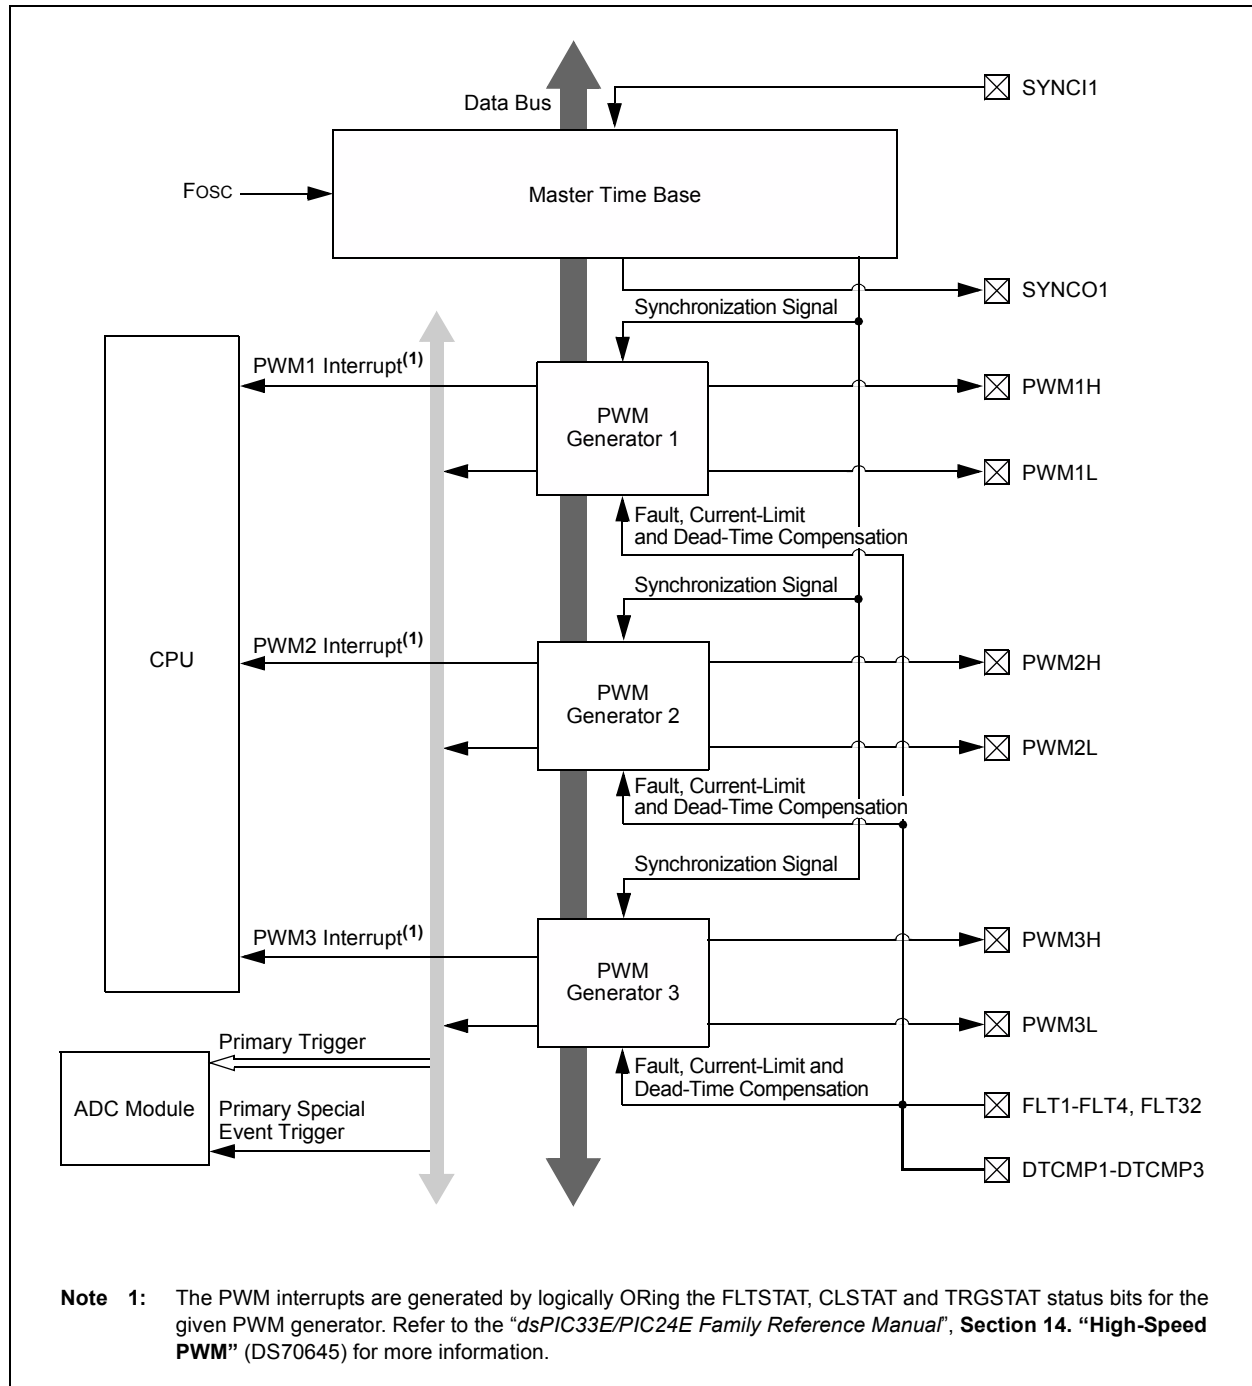 SYNCI1
Data Bus
FOSC
Master Time Base
SYNCO1
Synchronization Signal
PWM1 Interrupt(1)
PWM1H
PWM
Generator 1
PWM1L
Fault, Current-Limit
and Dead-Time Compensation
Synchronization Signal
CPU
PWM2 Interrupt(1)
PWM2H
PWM
Generator 2
PWM2L
Fault, Current-Limit
and Dead-Time Compensation
Synchronization Signal
PWM3 Interrupt(1)
PWM3H
PWM
Generator 3
PWM3L
Primary Trigger
Fault, Current-Limit and
Dead-Time Compensation
ADC Module
Primary Special
Event Trigger
FLT1-FLT4, FLT32
DTCMP1-DTCMP3
Note 1: The PWM interrupts are generated by logically ORing the FLTSTAT, CLSTAT and TRGSTAT status bits for the
given PWM generator. Refer to the “dsPIC33E/PIC24E Family Reference Manual”, Section 14. “High-Speed
PWM” (DS70645) for more information.